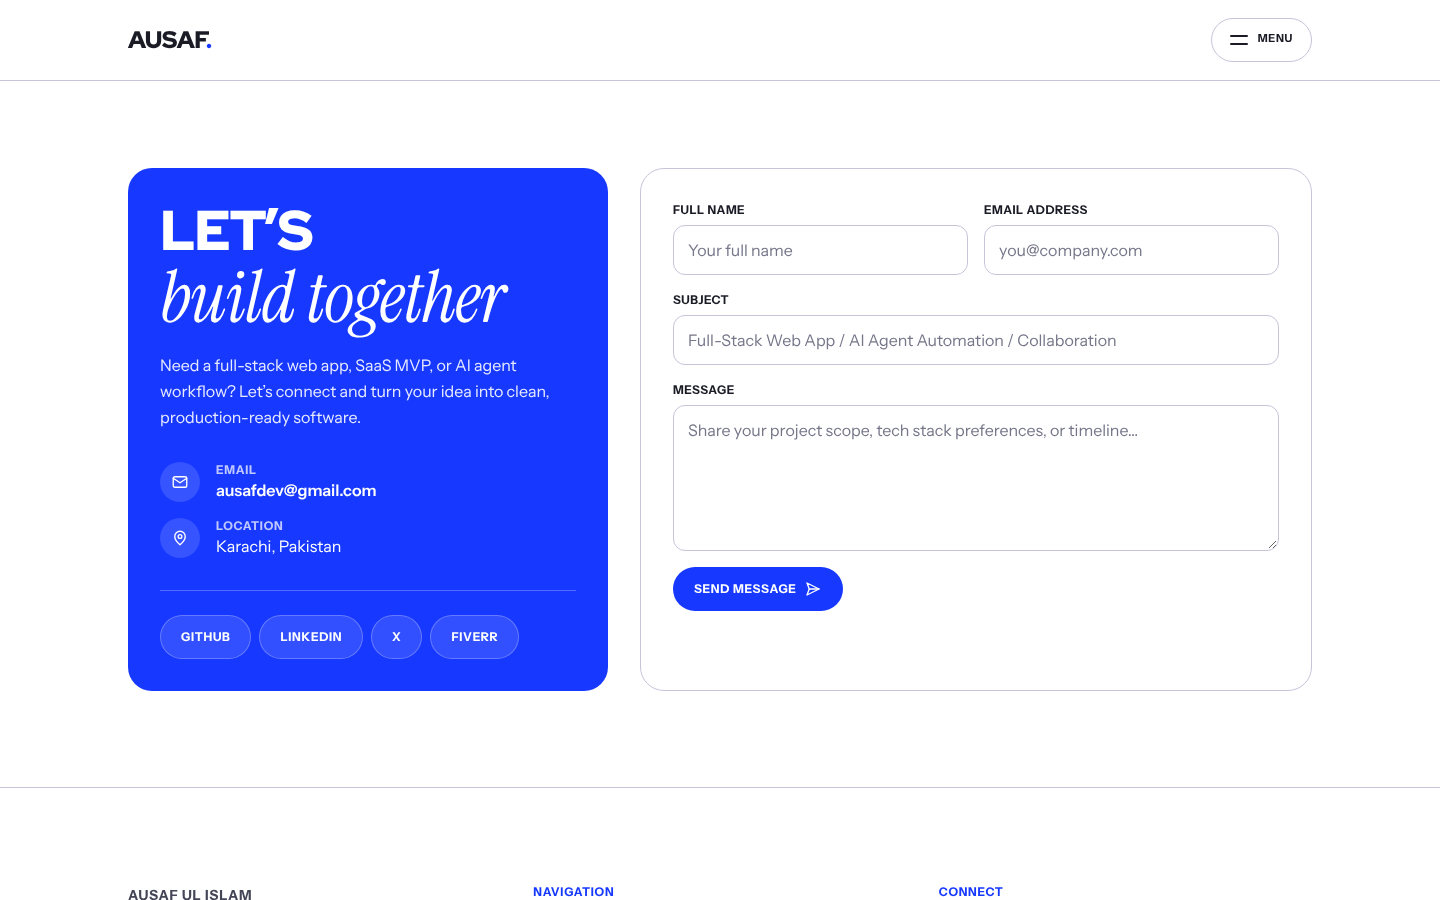 AUSAF.
MENU
LET’S
build together
Need a full-stack web app, SaaS MVP, or AI agent
workflow? Let’s connect and turn your idea into clean,
production-ready software.
EMAIL
ausafdev@gmail.com
LOCATION
Karachi, Pakistan
GITHUB
LINKEDIN
X
FIVERR
FULL NAME
Your full name
EMAIL ADDRESS
you@company.com
SUBJECT
Full-Stack Web App / AI Agent Automation / Collaboration
MESSAGE
Share your project scope, tech stack preferences, or timeline...
SEND MESSAGE
AUSAF UL ISLAM
NAVIGATION
CONNECT